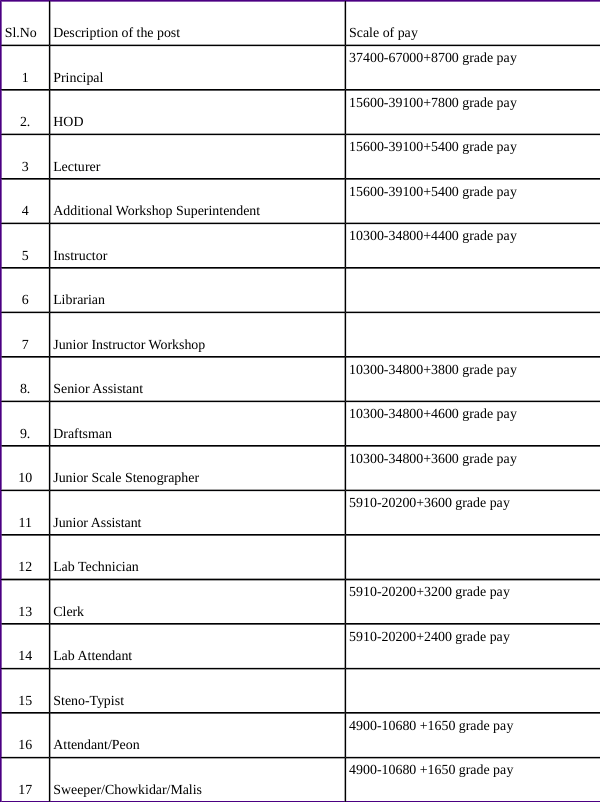 Sl.No Description of the post Scale of pay
1 Principal 37400-67000+8700 grade pay
2. HOD 15600-39100+7800 grade pay
3 Lecturer 15600-39100+5400 grade pay
4 Additional Workshop Superintendent 15600-39100+5400 grade pay
5 Instructor 10300-34800+4400 grade pay
6 Librarian
7 Junior Instructor Workshop
8. Senior Assistant 10300-34800+3800 grade pay
9. Draftsman 10300-34800+4600 grade pay
10 Junior Scale Stenographer 10300-34800+3600 grade pay
11 Junior Assistant 5910-20200+3600 grade pay
12 Lab Technician
13 Clerk 5910-20200+3200 grade pay
14 Lab Attendant 5910-20200+2400 grade pay
15 Steno-Typist
16 Attendant/Peon 4900-10680 +1650 grade pay
17 Sweeper/Chowkidar/Malis 4900-10680 +1650 grade pay